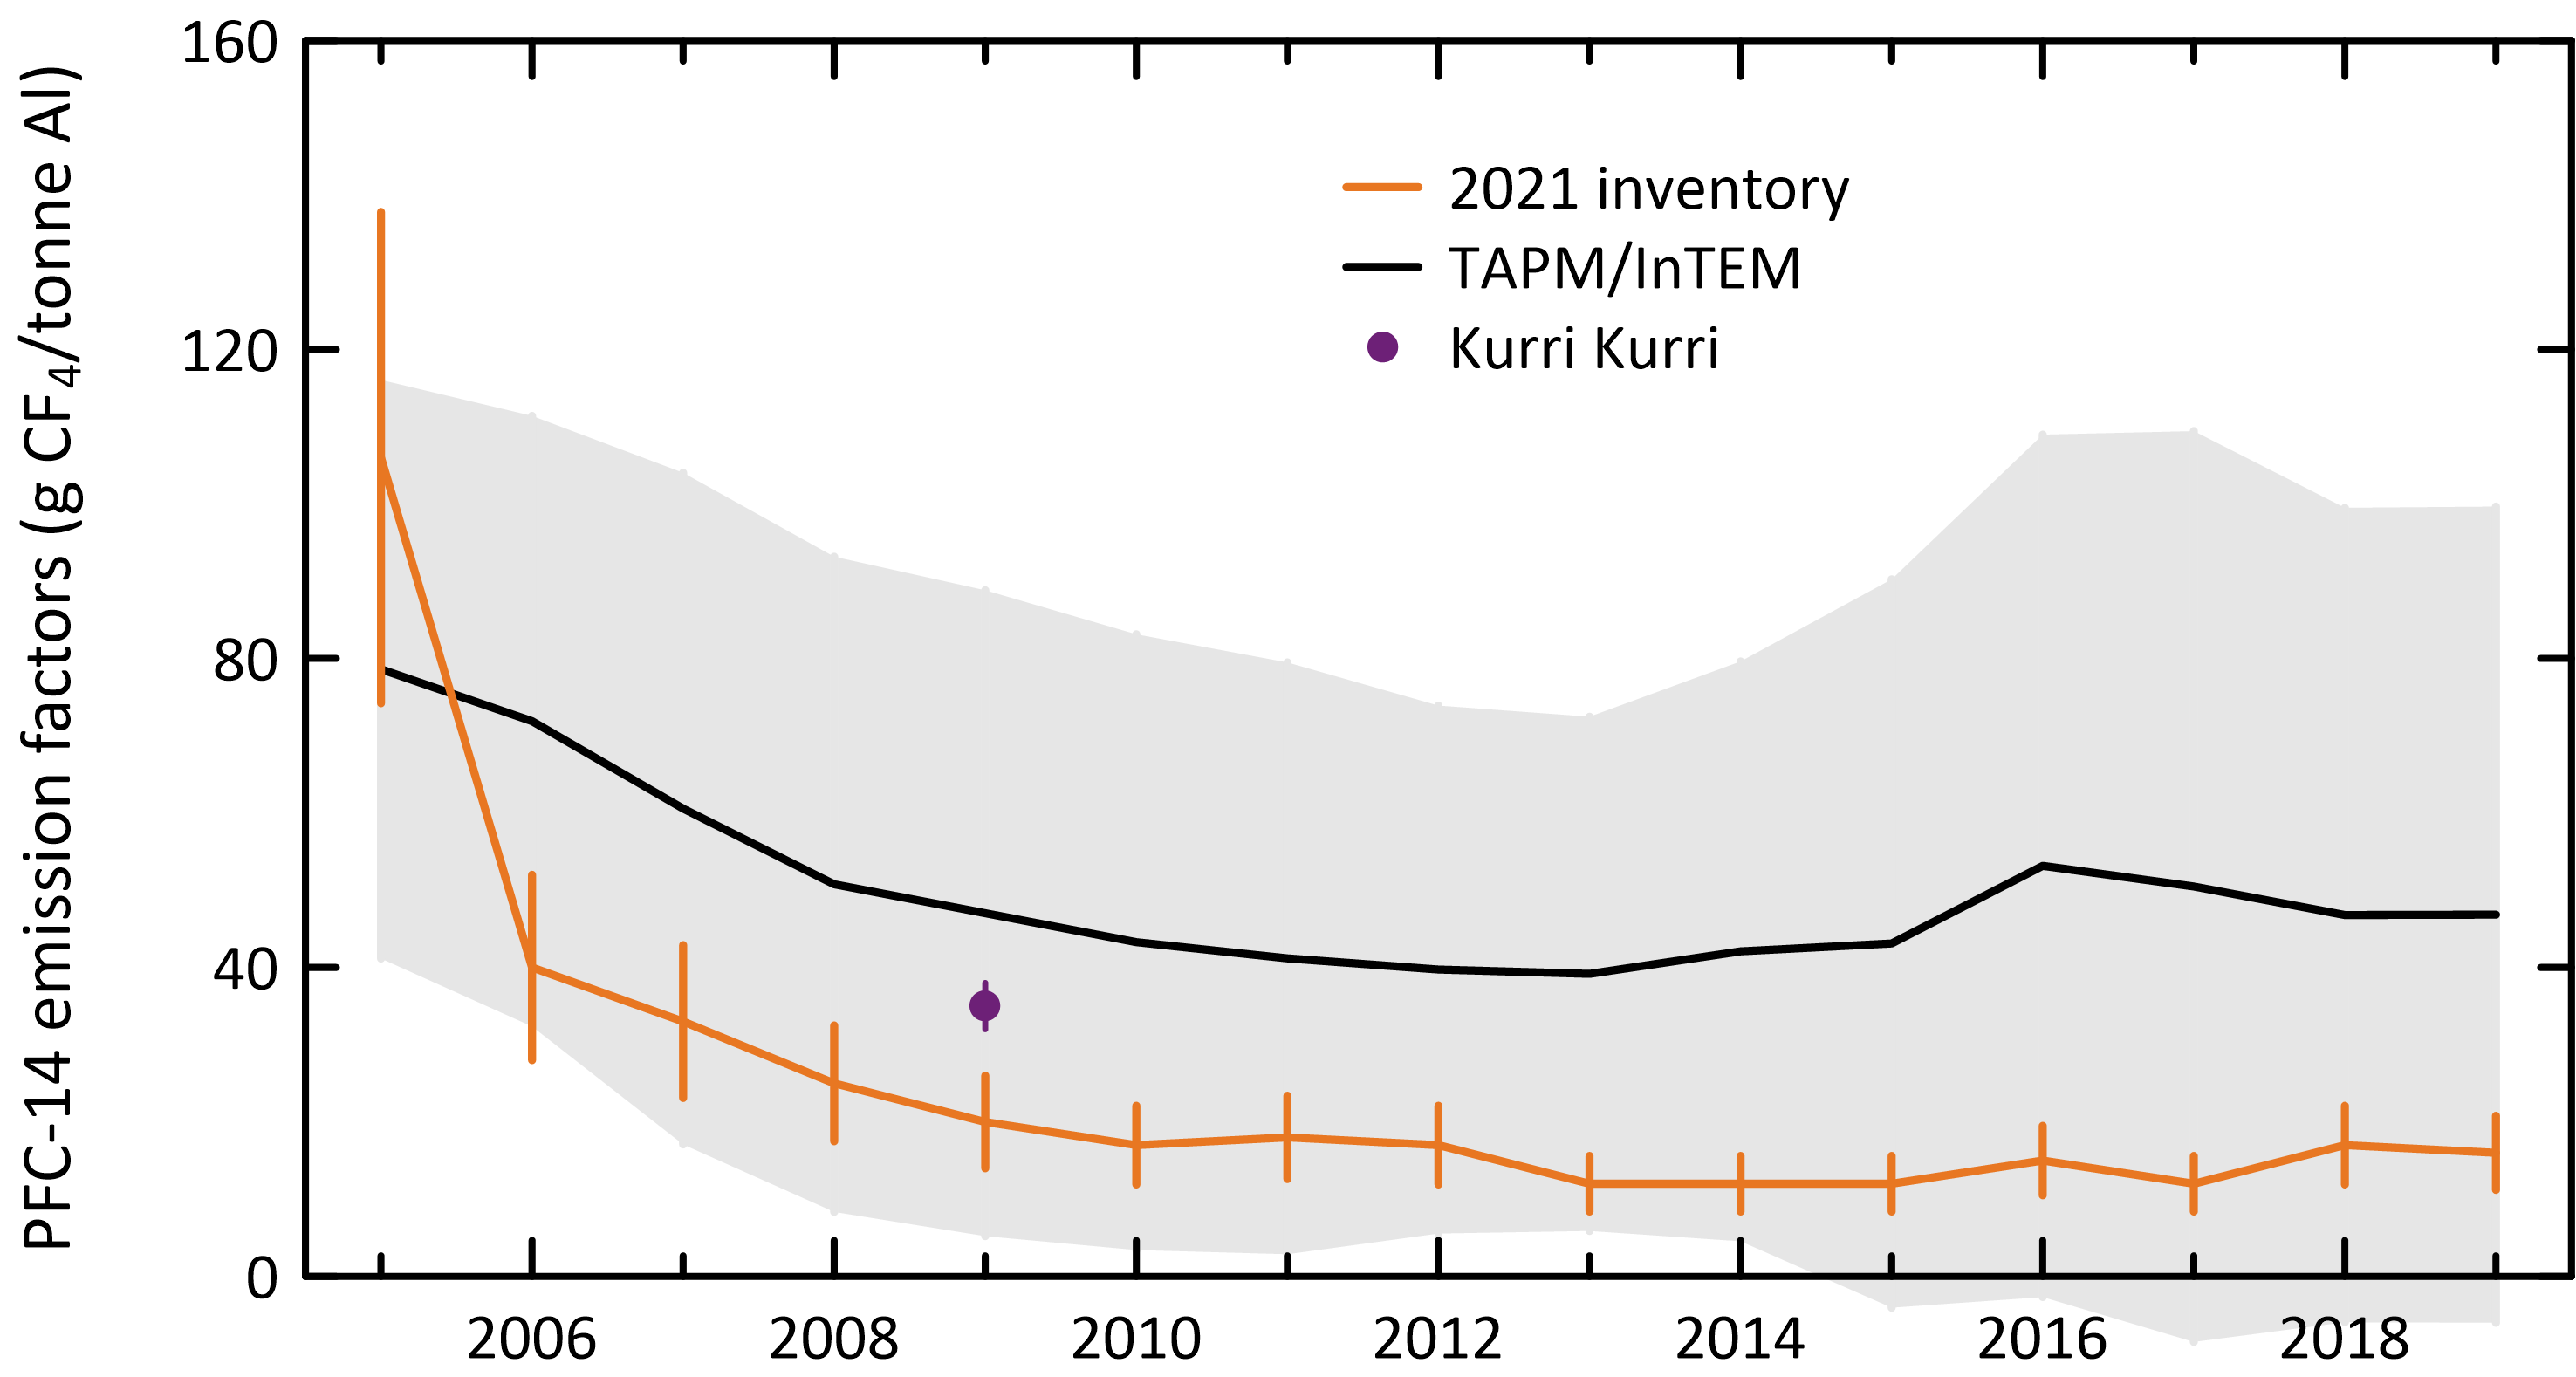 PFC-14 emission factors (g CF₄/tonne Al)
160
120
80
40
0
2021 inventory
TAPM/InTEM
Kurri Kurri
2006 2008 2010 2012 2014 2016 2018